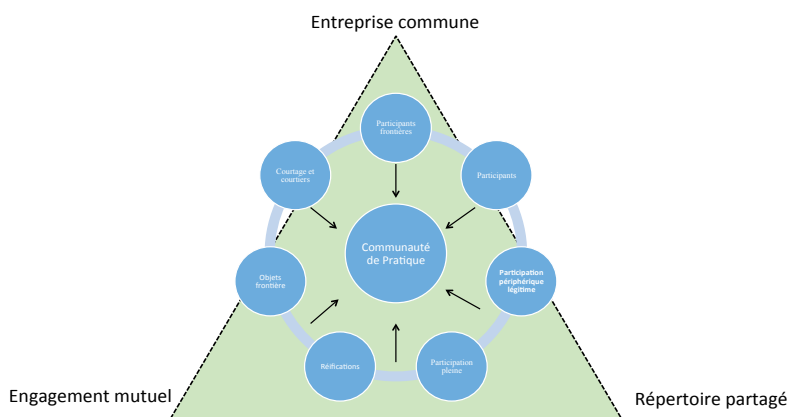 Entreprise commune
Participants
frontières
Courtage et
courtiers
Participants
Communauté
de Pratique
Objets
frontière
Participation
périphérique
légitime
Réifications
Participation
pleine
Engagement mutuel
Répertoire partagé